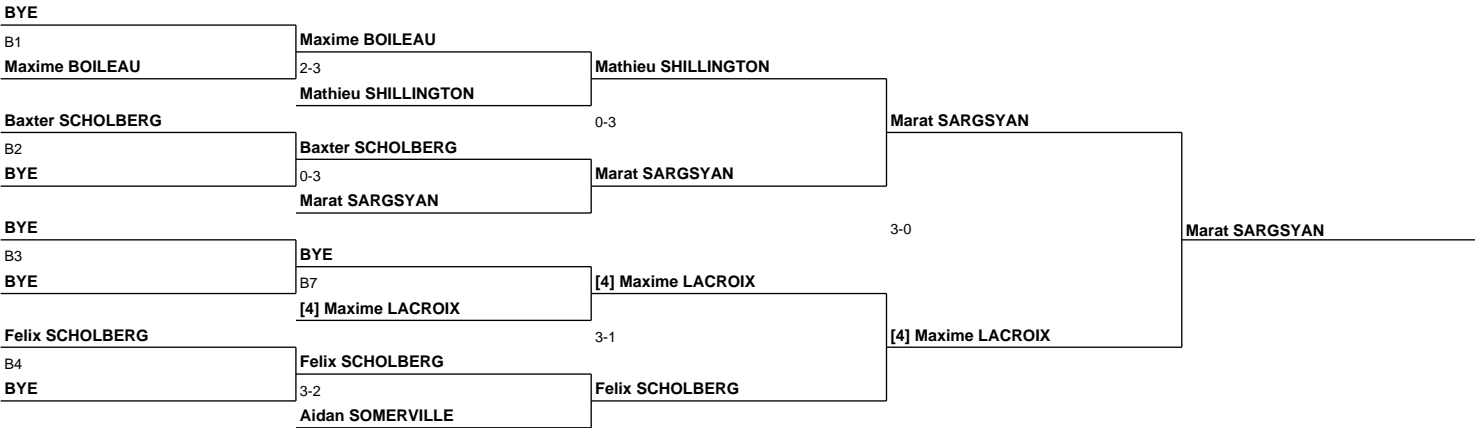 BYE
B1
Maxime BOILEAU
Maxime BOILEAU
2-3
Mathieu SHILLINGTON
Mathieu SHILLINGTON
Baxter SCHOLBERG
0-3
Marat SARGSYAN
B2
Baxter SCHOLBERG
BYE
0-3
Marat SARGSYAN
Marat SARGSYAN
BYE
3-0
Marat SARGSYAN
B3
BYE
BYE
B7
[4] Maxime LACROIX
[4] Maxime LACROIX
Felix SCHOLBERG
3-1
[4] Maxime LACROIX
B4
Felix SCHOLBERG
BYE
3-2
Felix SCHOLBERG
Aidan SOMERVILLE